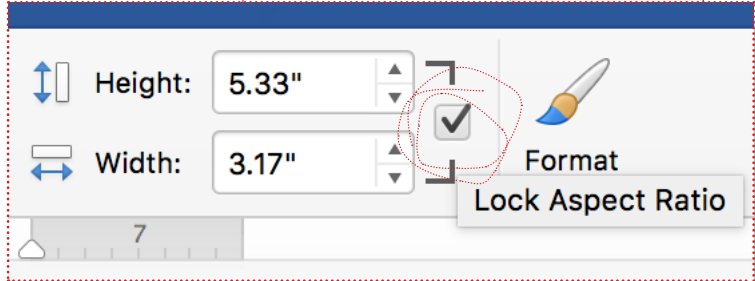 Height: 5.33"
Width: 3.17"
Format
Lock Aspect Ratio
7